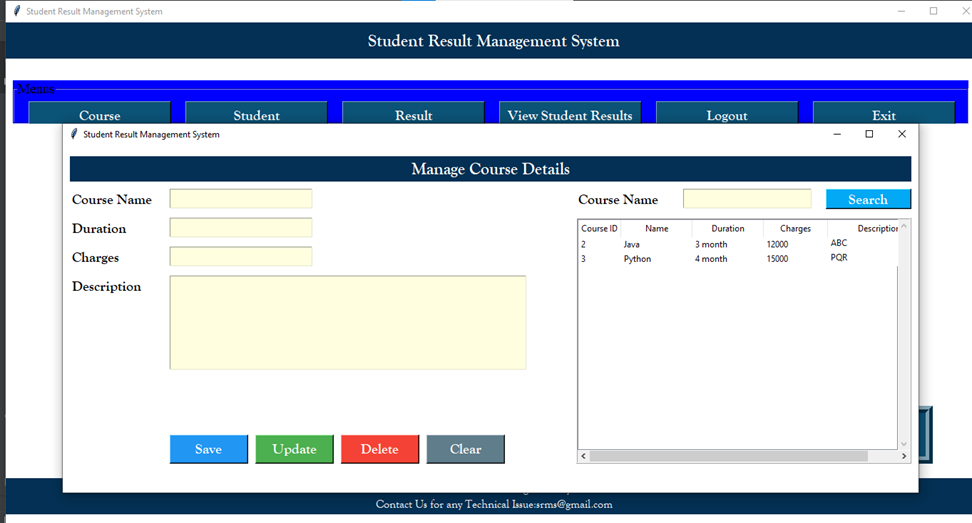 Student Result Management System
Student Result Management System
Menus
Course Student Result View Student Results Logout Exit
Student Result Management System
Manage Course Details
Course Name
Duration
Charges
Description
Save Update Delete Clear
Course Name Search
Course ID Name Duration Charges Description
2 Java 3 month 12000 ABC
3 Python 4 month 15000 PQR
Contact Us for any Technical Issue:srms@gmail.com